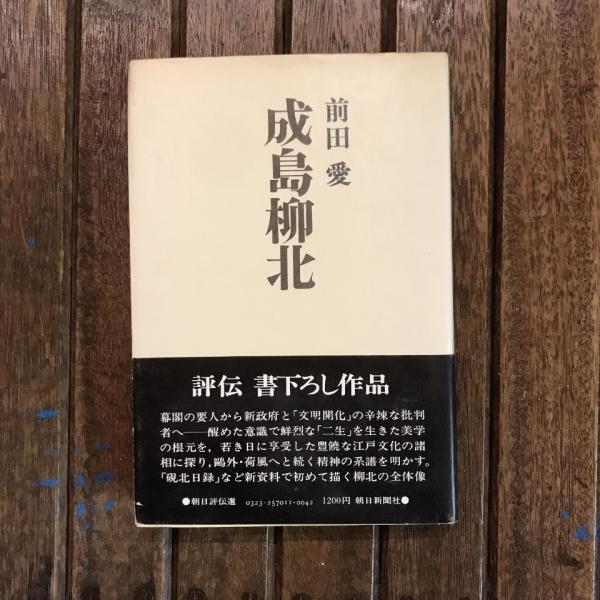 前田 愛
成島柳北
評伝 書下ろし作品
幕閣の要人から新政府と「文明開化」の辛辣な批判
者へ――醒めた意識で鮮烈な「二生」を生きた美学
の根元を，若き日に享受した豊饒な江戸文化の諸
相に探り，鷗外・荷風へと続く精神の系譜を明かす。
「硯北日録」など新資料で初めて描く柳北の全体像
●朝日評伝選 0323-257011-0042 1200円 朝日新聞社●